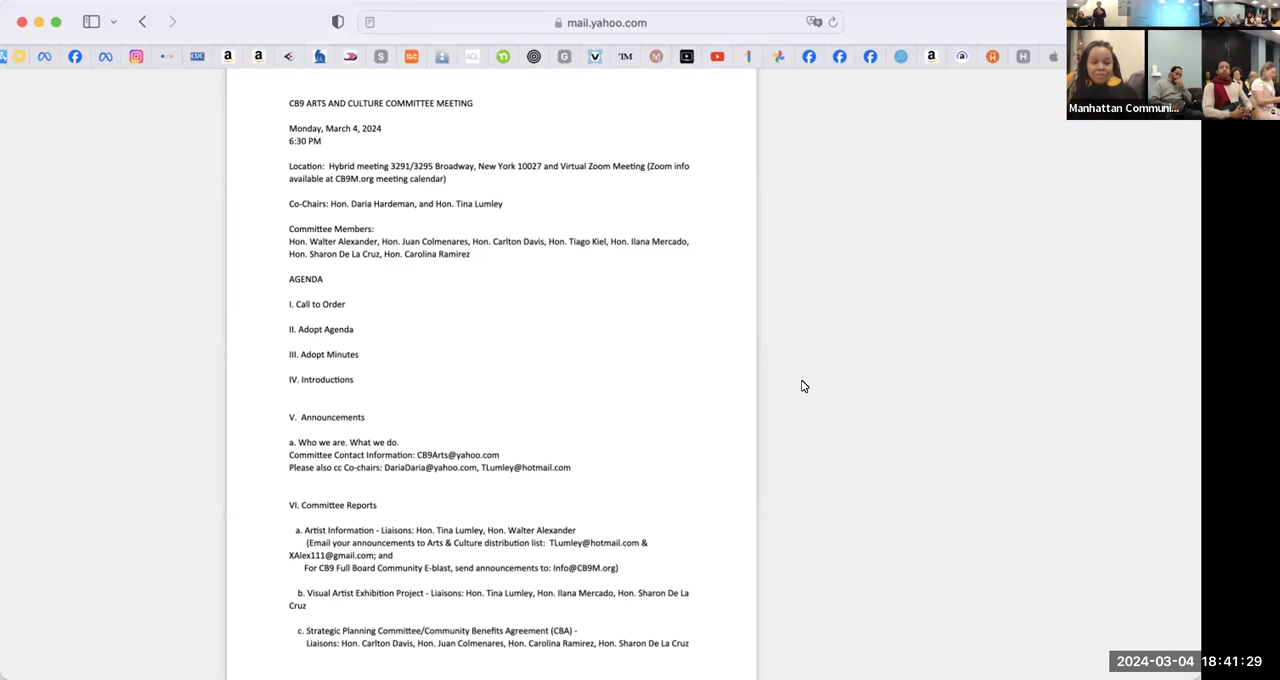 mail.yahoo.com
CB9 ARTS AND CULTURE COMMITTEE MEETING
Monday, March 4, 2024
6:30 PM
Location:  Hybrid meeting 3291/3295 Broadway, New York 10027 and Virtual Zoom Meeting (Zoom info
available at CB9M.org meeting calendar)
Co-Chairs: Hon. Daria Hardeman, and Hon. Tina Lumley
Committee Members:
Hon. Walter Alexander, Hon. Juan Colmenares, Hon. Carlton Davis, Hon. Tiago Kiel, Hon. Ilana Mercado,
Hon. Sharon De La Cruz, Hon. Carolina Ramirez
AGENDA
I. Call to Order
II. Adopt Agenda
III. Adopt Minutes
IV. Introductions
V.  Announcements
a. Who we are. What we do.
Committee Contact Information: CB9Arts@yahoo.com
Please also cc Co-chairs: DariaDaria@yahoo.com, TLumley@hotmail.com
VI. Committee Reports
a. Artist Information - Liaisons: Hon. Tina Lumley, Hon. Walter Alexander
(Email your announcements to Arts & Culture distribution list:  TLumley@hotmail.com &
XAlex111@gmail.com; and
For CB9 Full Board Community E-blast, send announcements to: Info@CB9M.org)
b. Visual Artist Exhibition Project - Liaisons: Hon. Tina Lumley, Hon. Ilana Mercado, Hon. Sharon De La
Cruz
c. Strategic Planning Committee/Community Benefits Agreement (CBA) -
Liaisons: Hon. Carlton Davis, Hon. Juan Colmenares, Hon. Carolina Ramirez, Hon. Sharon De La Cruz
Manhattan Communi...
2024-03-04 18:41:29